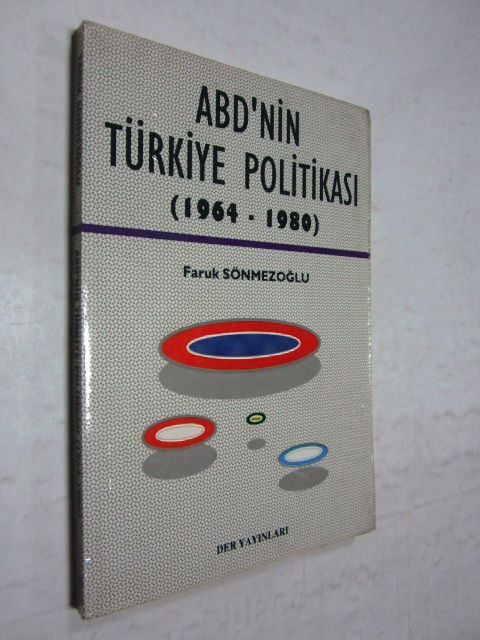 ABD'NİN
TÜRKİYE POLİTİKASI
(1964 - 1980)
Faruk SÖNMEZOĞLU
DER YAYINLARI